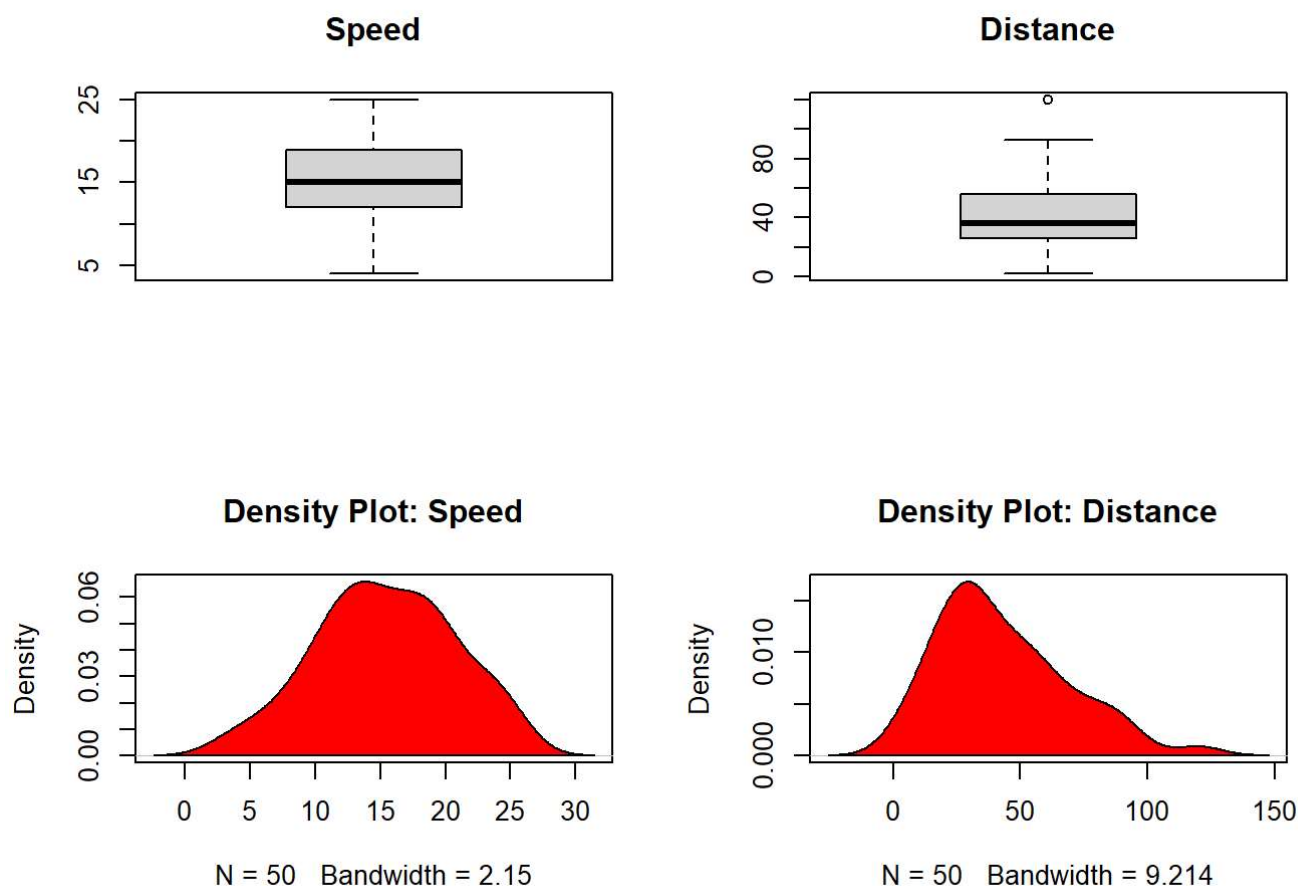 Speed
25
15
5
Distance
80
40
0
Density Plot: Speed
Density
0.06
0.03
0.00
0 5 10 15 20 25 30
N = 50 Bandwidth = 2.15
Density Plot: Distance
Density
0.010
0.000
0 50 100 150
N = 50 Bandwidth = 9.214